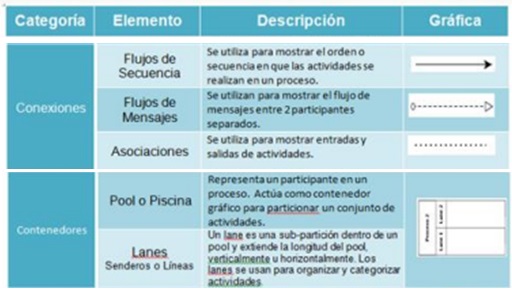 Categoría Elemento Descripción Gráfica
Conexiones
Flujos de
Secuencia
Se utiliza para mostrar el orden o
secuencia en que las actividades se
realizan en un proceso.
Flujos de
Mensajes
Se utilizan para mostrar el flujo de
mensajes entre 2 participantes
separados.
Asociaciones
Se utiliza para mostrar entradas y
salidas de actividades.
Contenedores
Pool o Piscina
Representa un participante en un
proceso. Actúa como contenedor
gráfico para particionar un conjunto de
actividades.
Lanes
Senderos o Líneas
Un lane es una sub-partición dentro de un
pool y extiende la longitud del pool,
verticalmente u horizontalmente. Los
lanes se usan para organizar y categorizar
actividades.
Process 2
Lane 2
Lane 1